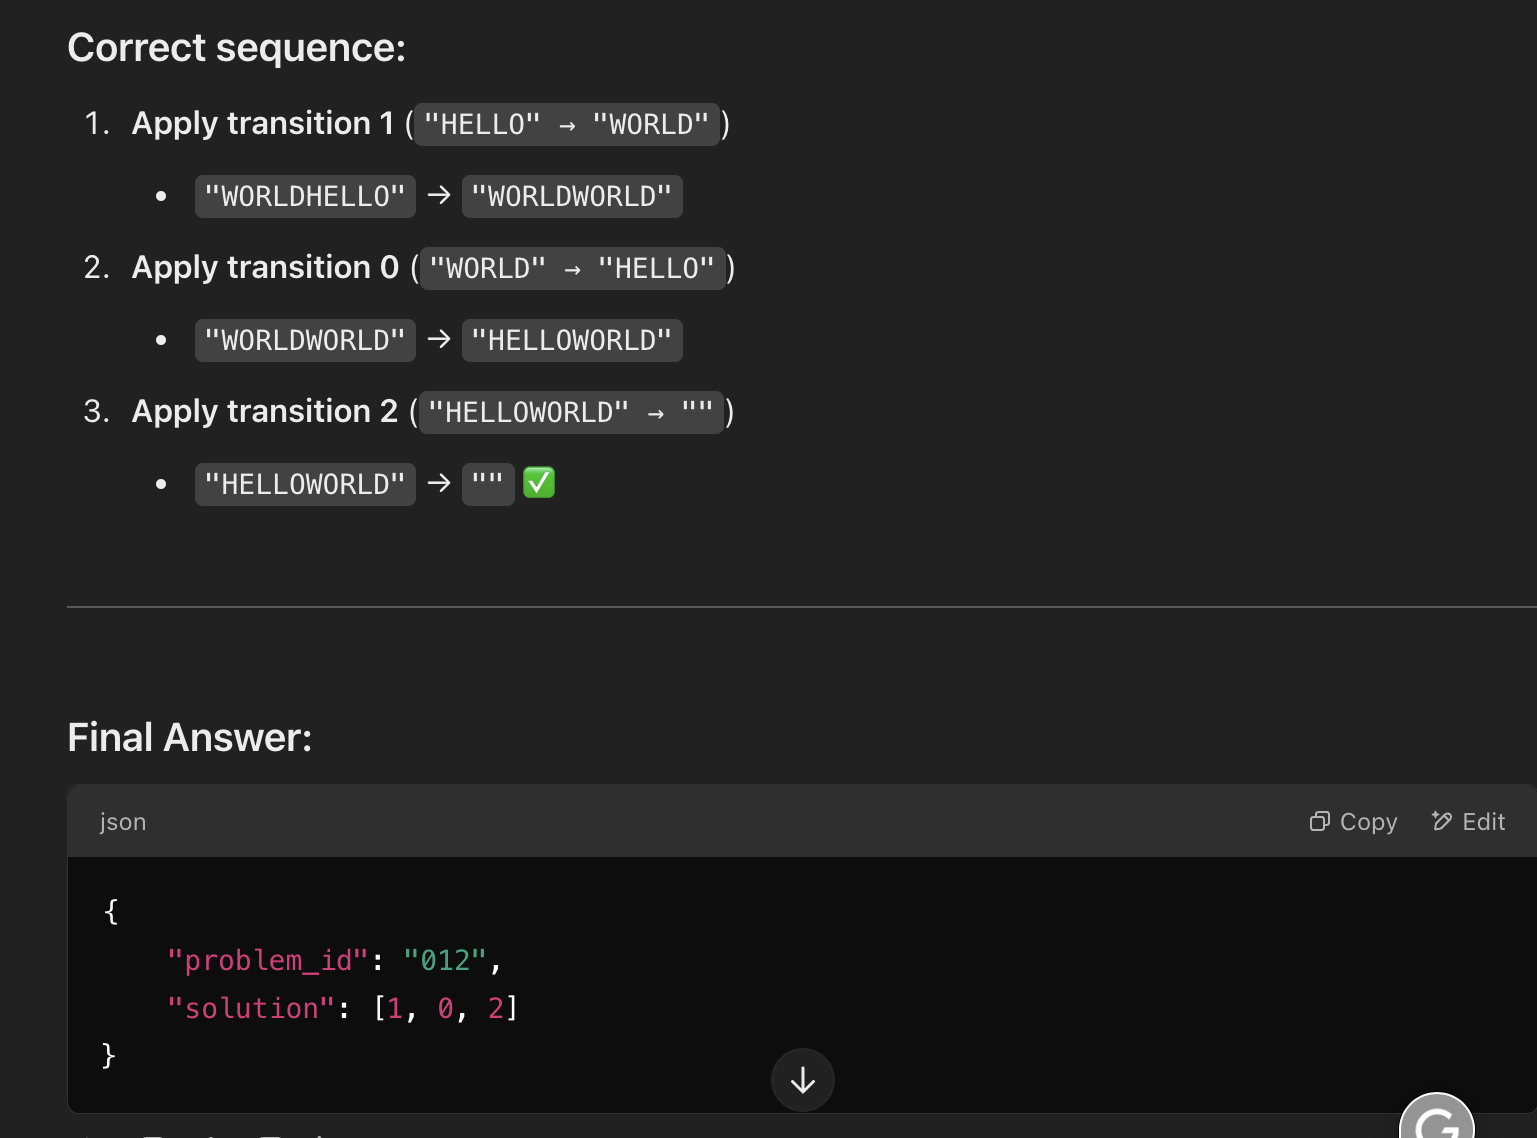 Correct sequence:
1. Apply transition 1 ("HELLO" → "WORLD")
• "WORLDHELLO" → "WORLDWORLD"
2. Apply transition 0 ("WORLD" → "HELLO")
• "WORLDWORLD" → "HELLOWORLD"
3. Apply transition 2 ("HELLOWORLD" → "")
• "HELLOWORLD" → "" ✅
Final Answer:
json Copy Edit
{
"problem_id": "012",
"solution": [1, 0, 2]
}